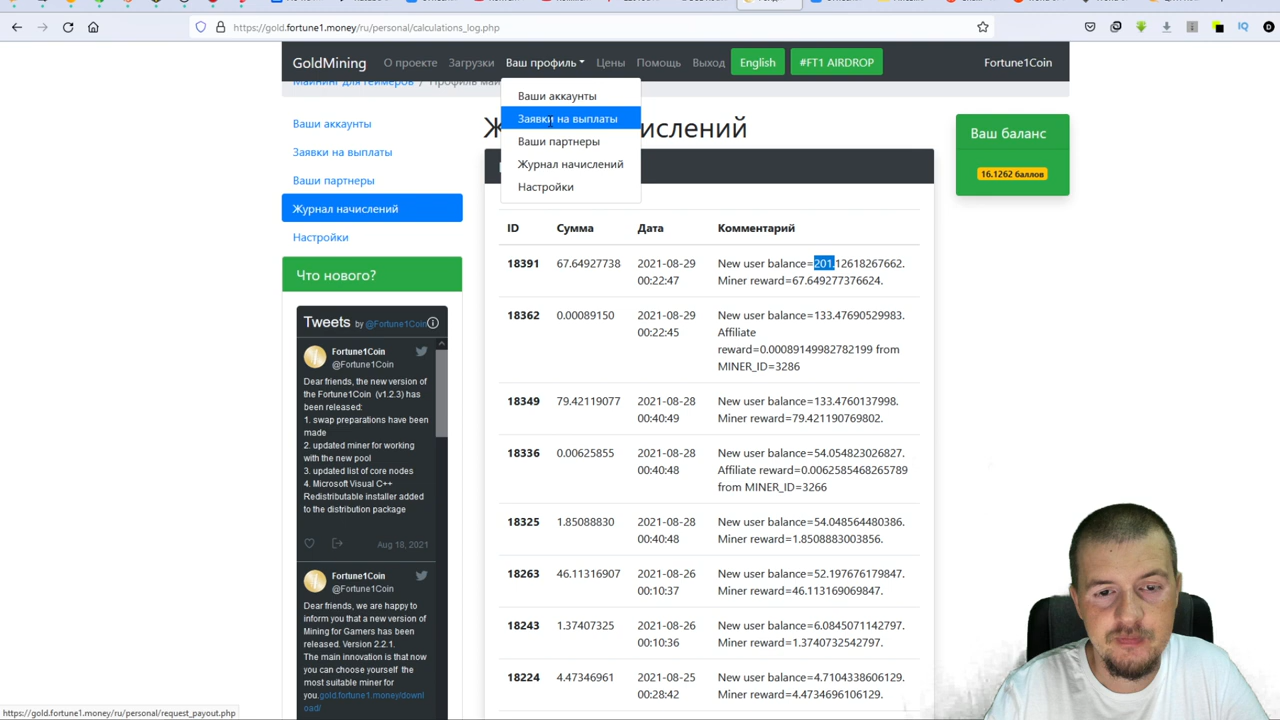 https://gold.fortune1.money/ru/personal/calculations_log.php
GoldMining
О проекте
Загрузки
Ваш профиль
Цены
Помощь
Выход
English
#FT1 AIRDROP
Fortune1Coin
Майнинг для геймеров / Профиль май
Ваши аккаунты
Заявки на выплаты
Ваши партнеры
Журнал начислений
Настройки
Ваши аккаунты
Заявки на выплаты
Ваши партнеры
Журнал начислений
Настройки
числений
Ваш баланс
16.1262 баллов
ID Сумма Дата Комментарий
18391 67.64927738 2021-08-29 New user balance=201.12618267662.
00:22:47 Miner reward=67.649277376624.
18362 0.00089150 2021-08-29 New user balance=133.47690529983.
00:22:45 Affiliate
reward=0.00089149982782199 from
MINER_ID=3286
18349 79.42119077 2021-08-28 New user balance=133.4760137998.
00:40:49 Miner reward=79.421190769802.
18336 0.00625855 2021-08-28 New user balance=54.054823026827.
00:40:48 Affiliate reward=0.0062585468265789
from MINER_ID=3266
18325 1.85088830 2021-08-28 New user balance=54.048564480386.
00:40:48 Miner reward=1.8508883003856.
18263 46.11316907 2021-08-26 New user balance=52.197676179847.
00:10:37 Miner reward=46.113169069847.
18243 1.37407325 2021-08-26 New user balance=6.0845071142797.
00:10:36 Miner reward=1.3740732542797.
18224 4.47346961 2021-08-25 New user balance=4.7104338606129.
00:28:42 Miner reward=4.4734696106129.
Что нового?
Tweets by @Fortune1Coin
Fortune1Coin
@Fortune1Coin
Dear friends, the new version of
the Fortune1Coin (v1.2.3) has
been released:
1. swap preparations have been
made
2. updated miner for working
with the new pool
3. updated list of core nodes
4. Microsoft Visual C++
Redistributable installer added
to the distribution package
Aug 18, 2021
Fortune1Coin
@Fortune1Coin
Dear friends, we are happy to
inform you that a new version of
Mining for Gamers has been
released. Version 2.2.1.
The main innovation is that now
you can choose yourself the
most suitable miner for
you.gold.fortune1.money/downl
oad/
https://gold.fortune1.money/ru/personal/request_payout.php